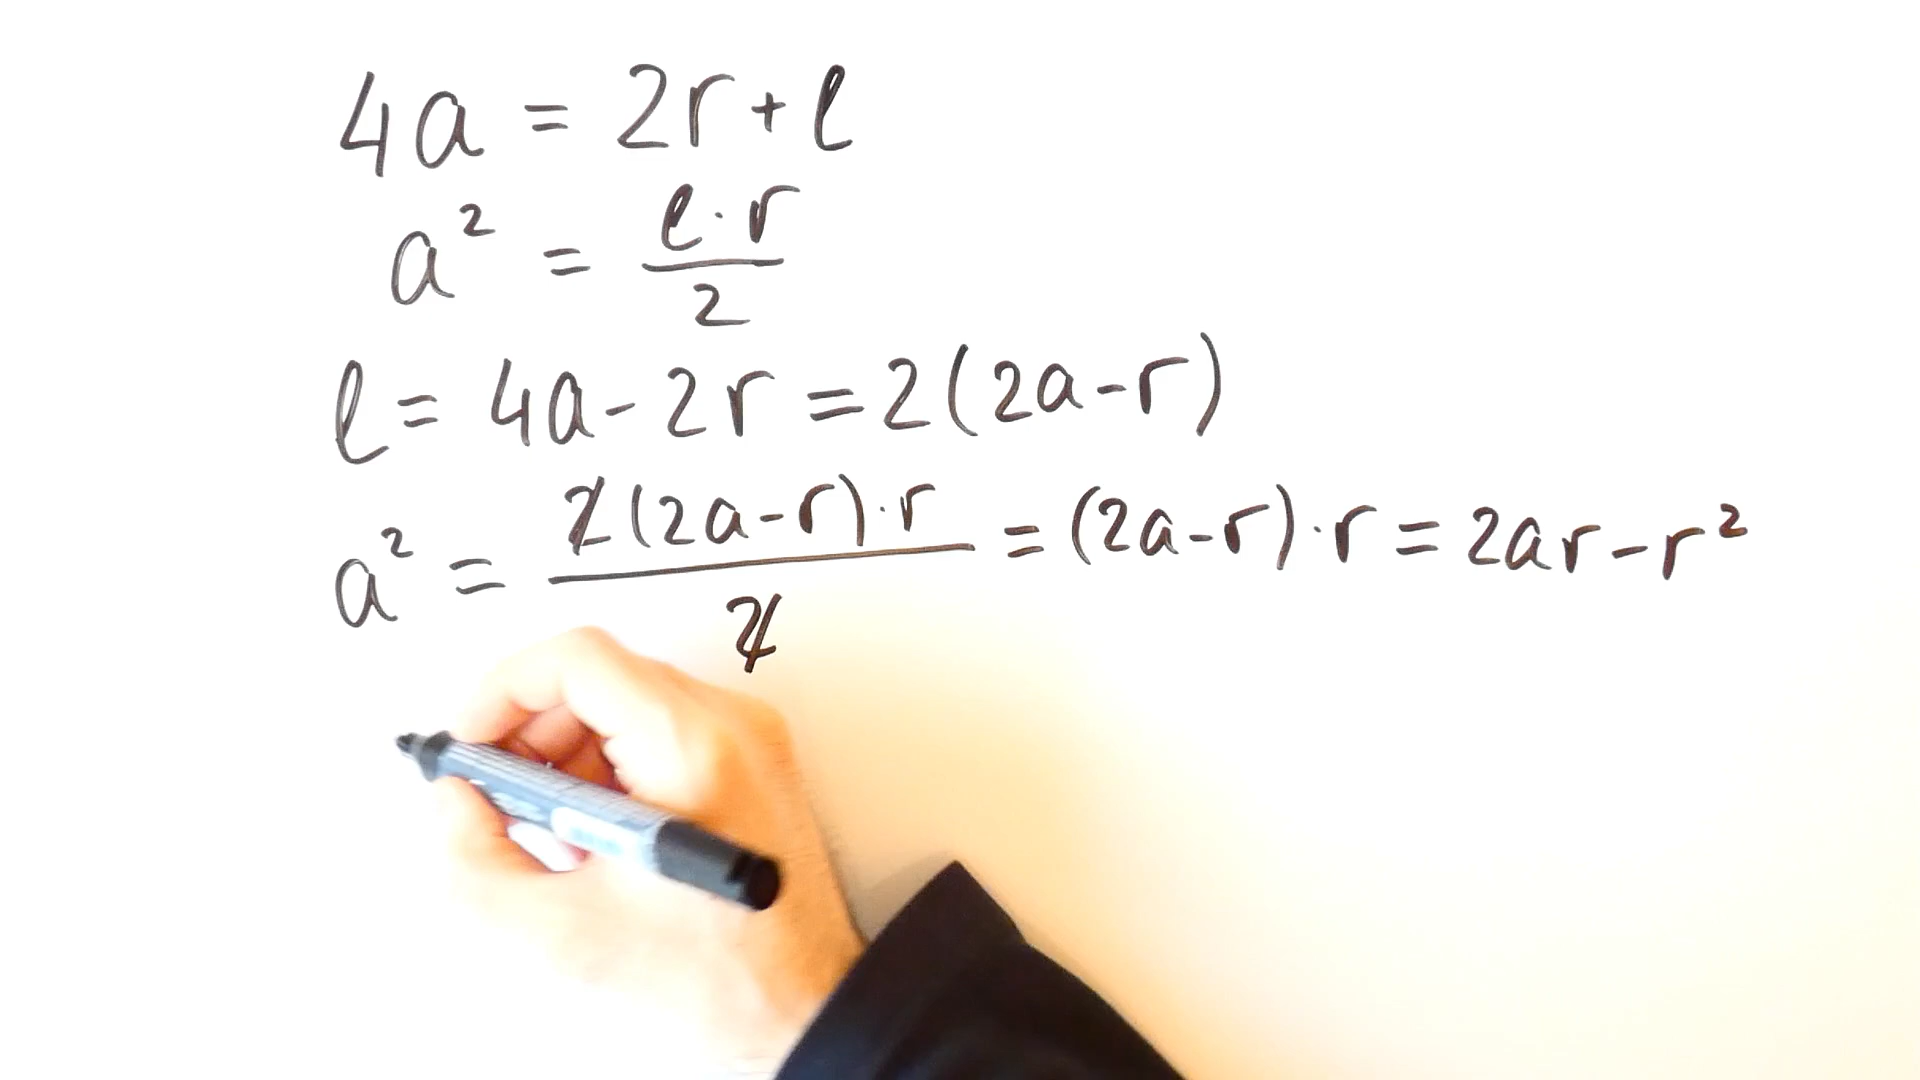 4a = 2r + l
a² = l · r / 2
l = 4a - 2r = 2(2a - r)
a² = 2(2a - r) · r / 2 = (2a - r) · r = 2ar - r²